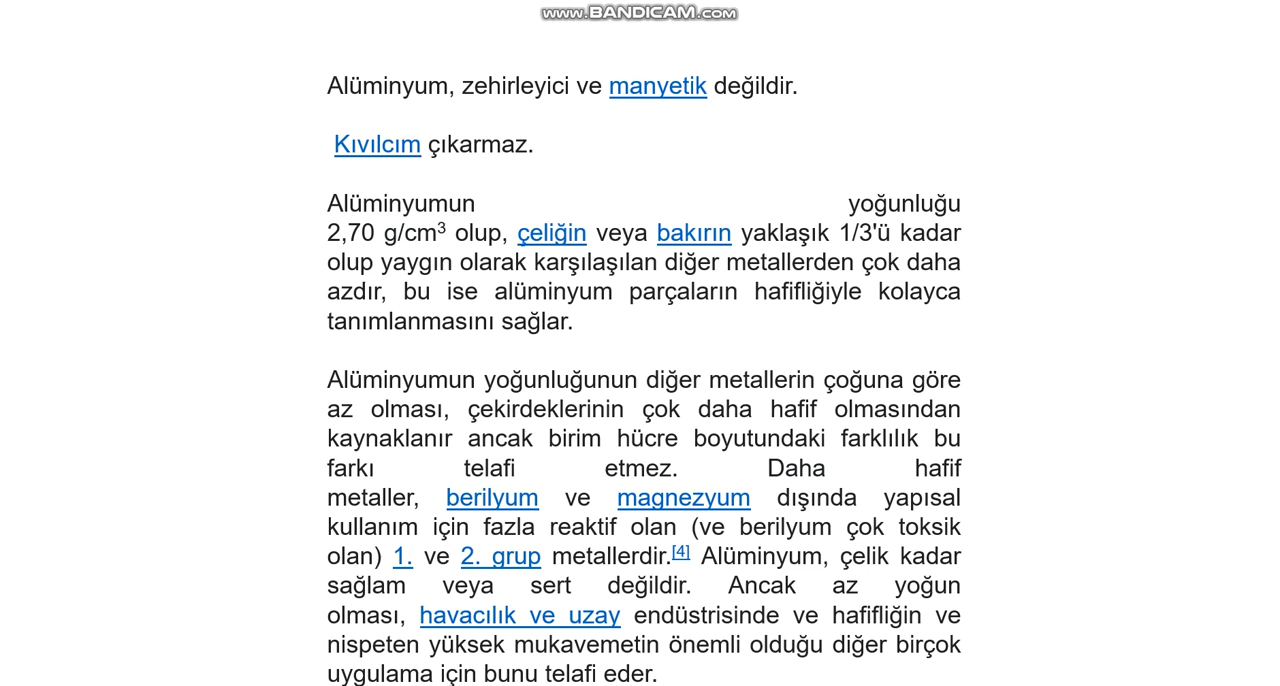 www.BANDICAM.com
Alüminyum, zehirleyici ve manyetik değildir.
Kıvılcım çıkarmaz.
Alüminyumun yoğunluğu
2,70 g/cm³ olup, çeliğin veya bakırın yaklaşık 1/3'ü kadar
olup yaygın olarak karşılaşılan diğer metallerden çok daha
azdır, bu ise alüminyum parçaların hafifliğiyle kolayca
tanımlanmasını sağlar.
Alüminyumun yoğunluğunun diğer metallerin çoğuna göre
az olması, çekirdeklerinin çok daha hafif olmasından
kaynaklanır ancak birim hücre boyutundaki farklılık bu
farkı telafi etmez. Daha hafif
metaller, berilyum ve magnezyum dışında yapısal
kullanım için fazla reaktif olan (ve berilyum çok toksik
olan) 1. ve 2. grup metallerdir.[4] Alüminyum, çelik kadar
sağlam veya sert değildir. Ancak az yoğun
olması, havacılık ve uzay endüstrisinde ve hafifliğin ve
nispeten yüksek mukavemetin önemli olduğu diğer birçok
uygulama için bunu telafi eder.